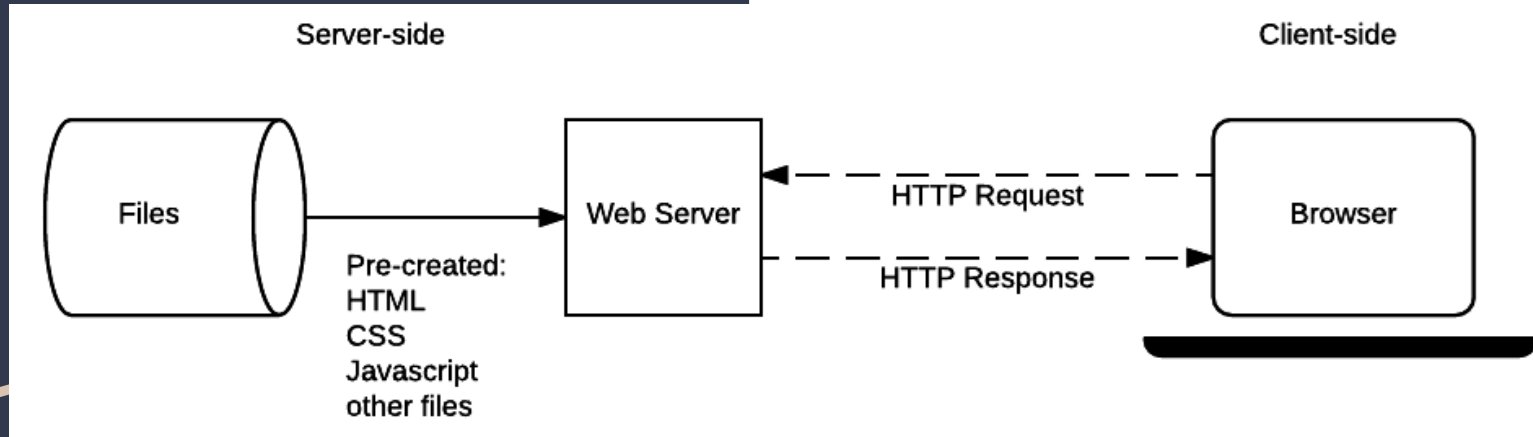 Server-side
Client-side
Files
Web Server
HTTP Request
Browser
HTTP Response
Pre-created:
HTML
CSS
Javascript
other files